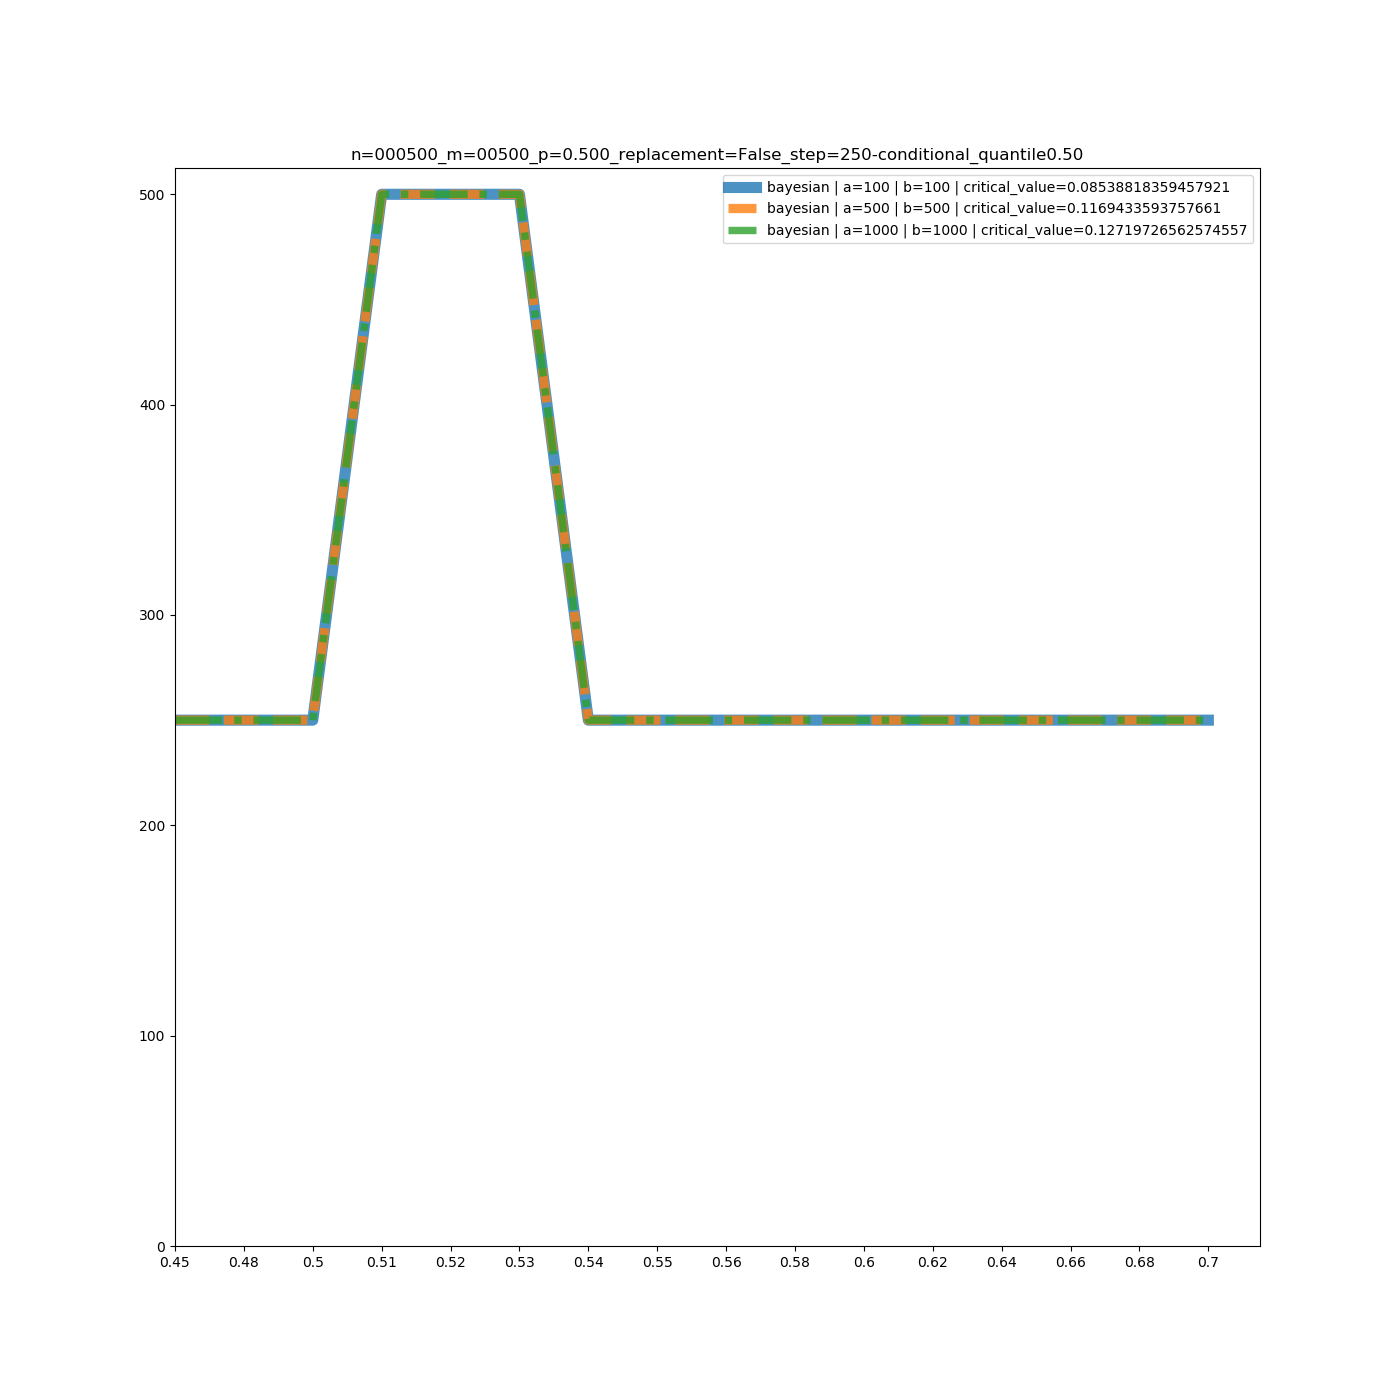 n=000500_m=00500_p=0.500_replacement=False_step=250-conditional_quantile0.50
bayesian | a=100 | b=100 | critical_value=0.08538818359457921
bayesian | a=500 | b=500 | critical_value=0.1169433593757661
bayesian | a=1000 | b=1000 | critical_value=0.12719726562574557
500
400
300
200
100
0
0.45 0.48 0.5 0.51 0.52 0.53 0.54 0.55 0.56 0.58 0.6 0.62 0.64 0.66 0.68 0.7